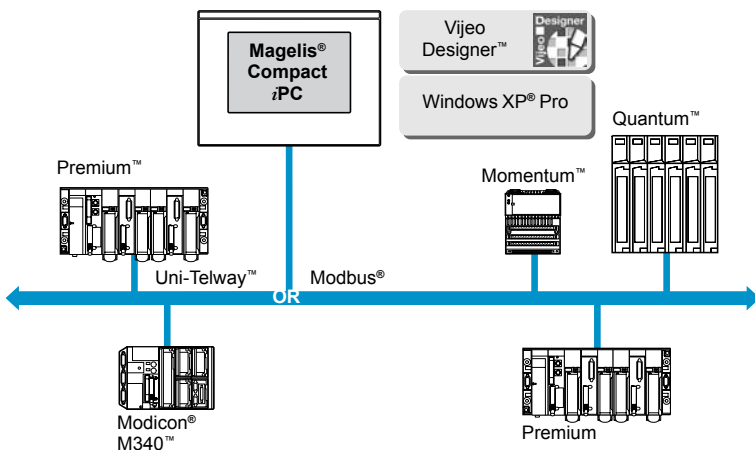 Magelis®
Compact
iPC
Vijeo
Designer™
Vijeo
Designer
Windows XP® Pro
Quantum™
Premium™
Momentum™
Uni-Telway™
Modbus®
OR
Modicon®
M340™
Premium